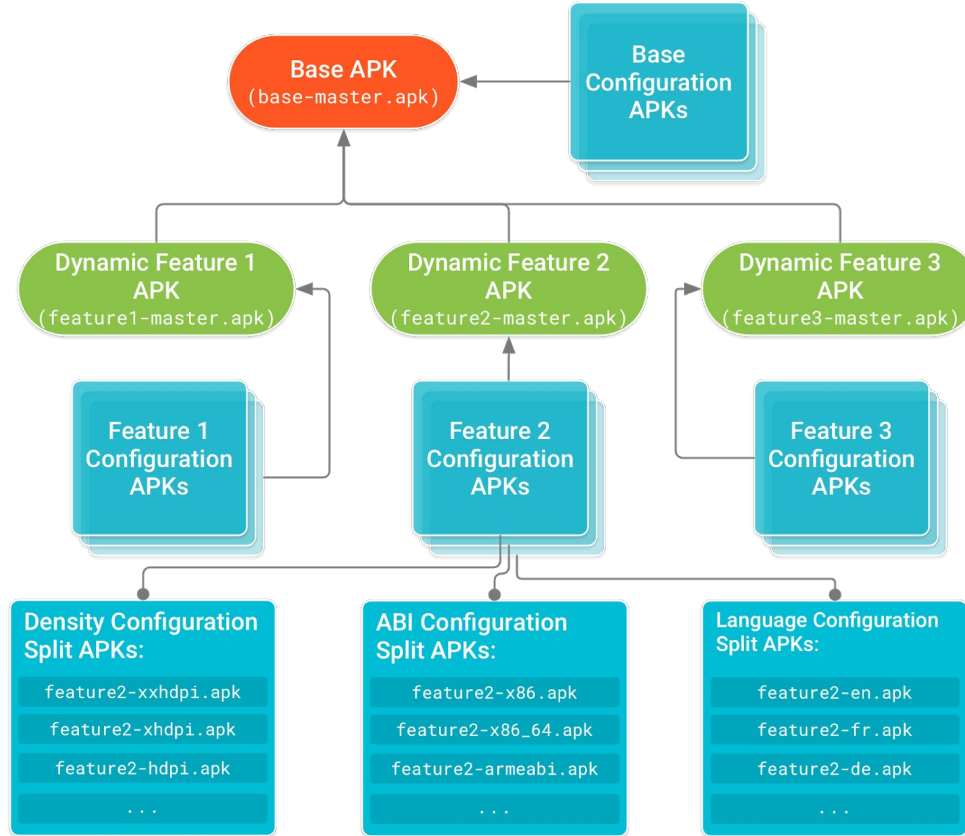 Base APK
(base-master.apk)
Base
Configuration
APKs
Dynamic Feature 1
APK
(feature1-master.apk)
Dynamic Feature 2
APK
(feature2-master.apk)
Dynamic Feature 3
APK
(feature3-master.apk)
Feature 1
Configuration
APKs
Feature 2
Configuration
APKs
Feature 3
Configuration
APKs
Density Configuration
Split APKs:
feature2-xxhdpi.apk
feature2-xhdpi.apk
feature2-hdpi.apk
...
ABI Configuration
Split APKs:
feature2-x86.apk
feature2-x86_64.apk
feature2-armeabi.apk
...
Language Configuration
Split APKs:
feature2-en.apk
feature2-fr.apk
feature2-de.apk
...